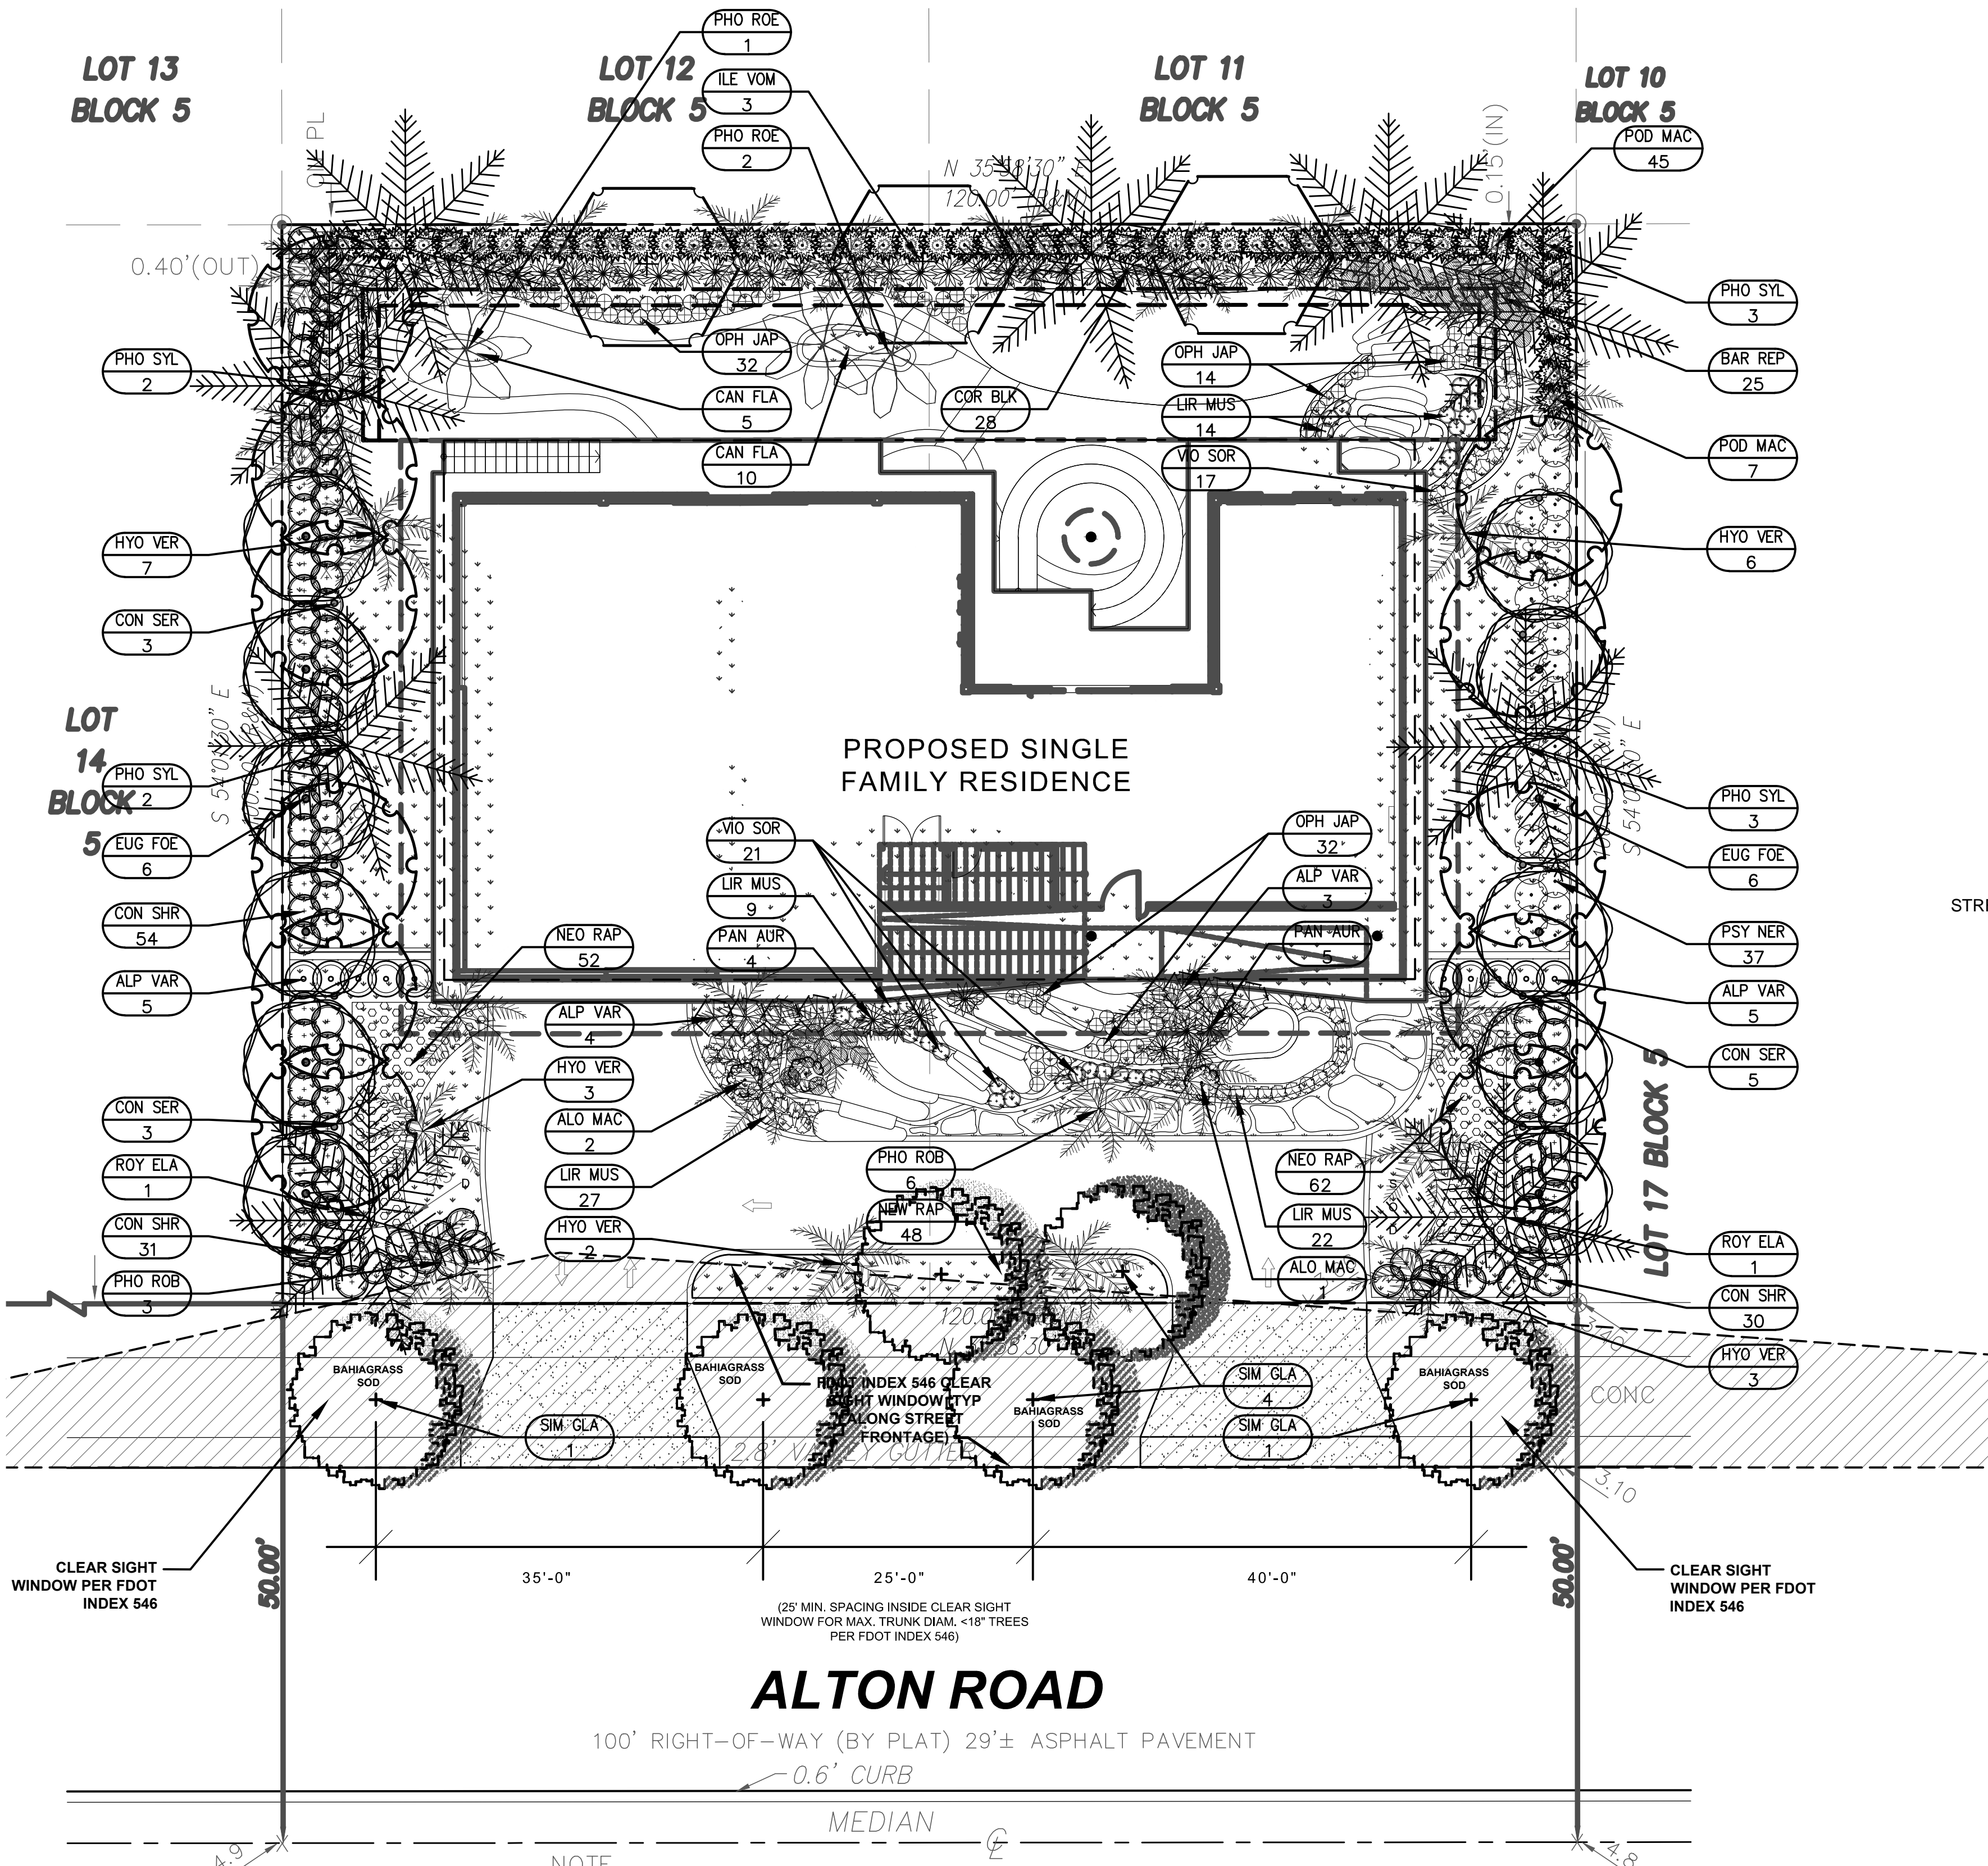 LOT 13
BLOCK 5
LOT 12
BLOCK 5
LOT 11
BLOCK 5
LOT 10
BLOCK 5
PHO ROE
1
ILE VOM
3
PHO ROE
2
POD MAC
45
0.15'(IN)
120.00'
0.40'(OUT)
PHO SYL
2
OPH JAP
32
CAN FLA
5
CAN FLA
10
COR BLK
28
OPH JAP
14
LIR MUS
14
VIO SOR
17
PHO SYL
3
BAR REP
25
POD MAC
7
HYO VER
6
HYO VER
7
CON SER
3
LOT
14
BLOCK
5
PHO SYL
2
EUG FOE
6
CON SHR
54
ALP VAR
5
PROPOSED SINGLE
FAMILY RESIDENCE
VIO SOR
21
LIR MUS
9
PAN AUR
4
OPH JAP
32
ALP VAR
3
PAN AUR
5
NEO RAP
52
PHO SYL
3
EUG FOE
6
PSY NER
37
ALP VAR
5
CON SER
5
STRE
ALP VAR
4
HYO VER
3
ALO MAC
2
LIR MUS
27
HYO VER
2
PHO ROB
6
NEW RAP
48
NEO RAP
62
LIR MUS
22
ALO MAC
1
CON SER
3
ROY ELA
1
CON SHR
31
PHO ROB
3
LOT 17 BLOCK 5
ROY ELA
1
CON SHR
30
HYO VER
3
BAHIAGRASS
SOD
BAHIAGRASS
SOD
BAHIAGRASS
SOD
BAHIAGRASS
SOD
SIM GLA
1
SIM GLA
4
SIM GLA
1
FDOT INDEX 546 CLEAR
SIGHT WINDOW (TYP
ALONG STREET
FRONTAGE)
2.8' VALLEY GUTTER
CONC
3.40
3.10
CLEAR SIGHT
WINDOW PER FDOT
INDEX 546
50.00'
35'-0"
25'-0"
40'-0"
50.00'
CLEAR SIGHT
WINDOW PER FDOT
INDEX 546
(25' MIN. SPACING INSIDE CLEAR SIGHT
WINDOW FOR MAX. TRUNK DIAM. <18" TREES
PER FDOT INDEX 546)
ALTON ROAD
100' RIGHT-OF-WAY (BY PLAT) 29'± ASPHALT PAVEMENT
0.6' CURB
MEDIAN
4.9
4.8
NOTE